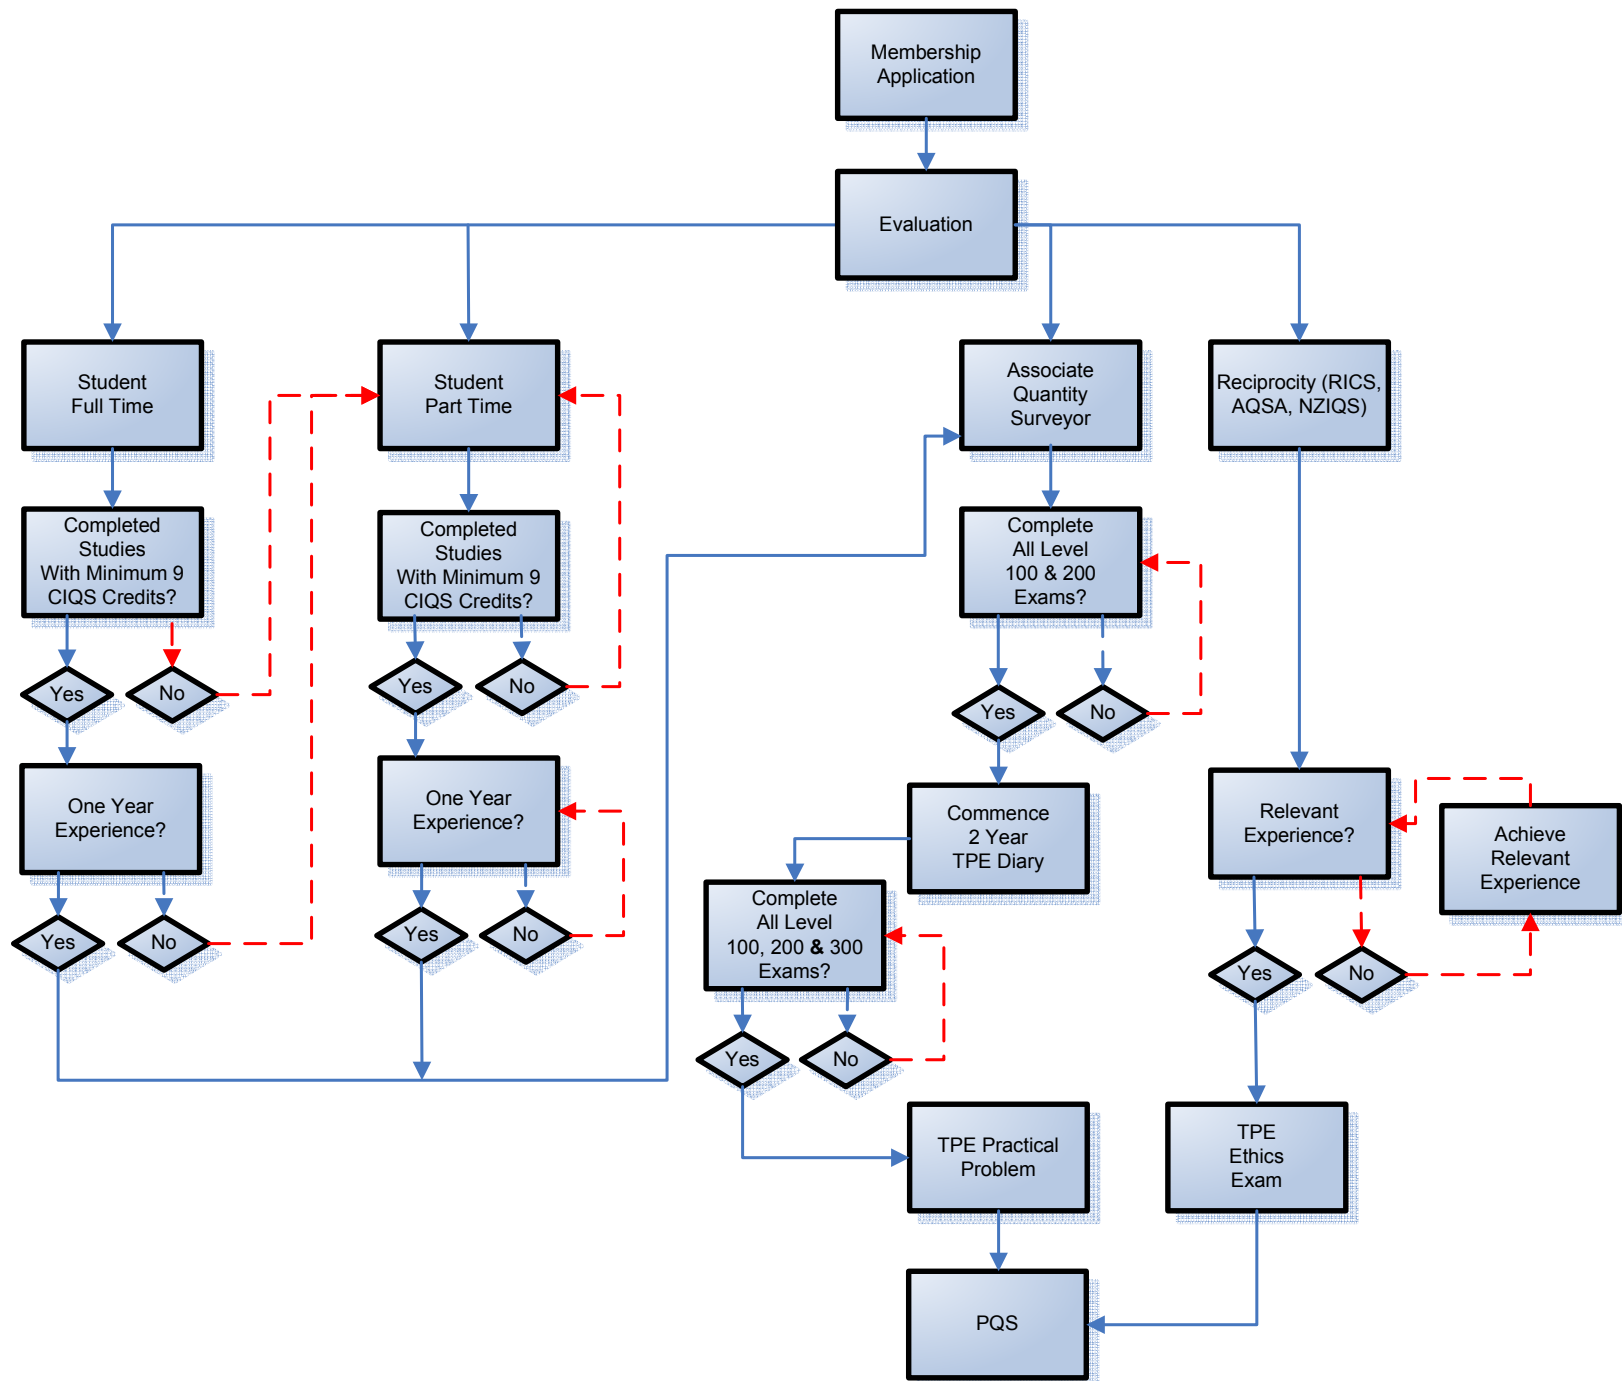 Membership
Application
Evaluation
Student
Full Time
Student
Part Time
Associate
Quantity
Surveyor
Reciprocity (RICS,
AQSA, NZIQS)
Completed
Studies
With Minimum 9
CIQS Credits?
Completed
Studies
With Minimum 9
CIQS Credits?
Complete
All Level
100 & 200
Exams?
Yes
No
Yes
No
Yes
No
One Year
Experience?
One Year
Experience?
Commence
2 Year
TPE Diary
Relevant
Experience?
Achieve
Relevant
Experience
Complete
All Level
100, 200 & 300
Exams?
Yes
No
Yes
No
Yes
No
Yes
No
TPE Practical
Problem
TPE
Ethics
Exam
PQS